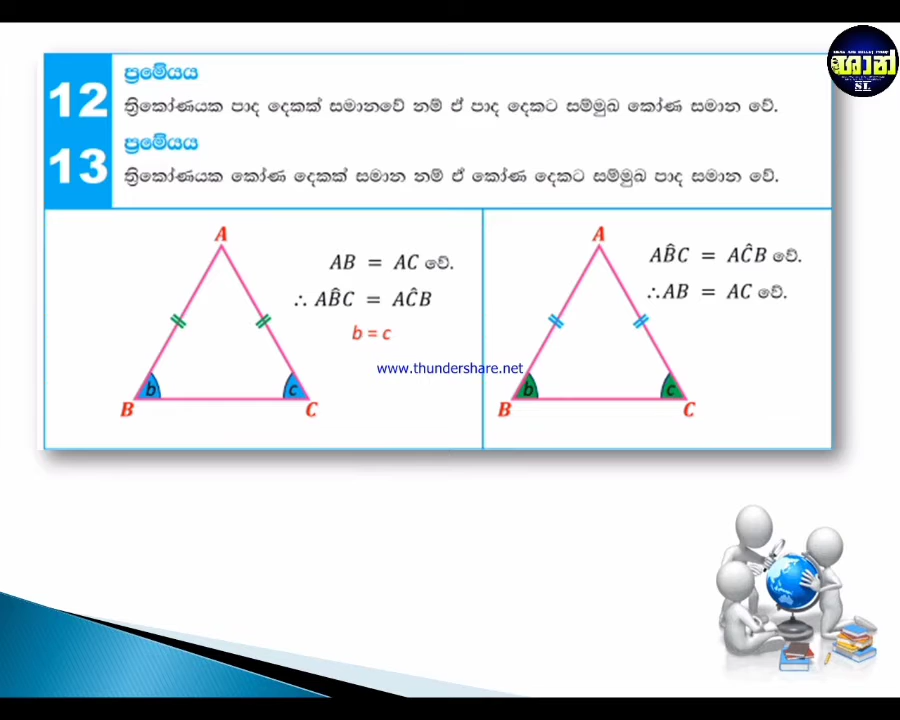 ශාන්
SL
12
ප්‍රමේයය
ත්‍රිකෝණයක පාද දෙකක් සමානවේ නම් ඒ පාද දෙකට සම්මුඛ කෝණ සමාන වේ.
13
ප්‍රමේයය
ත්‍රිකෝණයක කෝණ දෙකක් සමාන නම් ඒ කෝණ දෙකට සම්මුඛ පාද සමාන වේ.
A
AB = AC වේ.
∴ AB̂C = AĈB
b = c
b
c
B
C
A
AB̂C = AĈB වේ.
∴AB = AC වේ.
b
c
B
C
www.thundershare.net